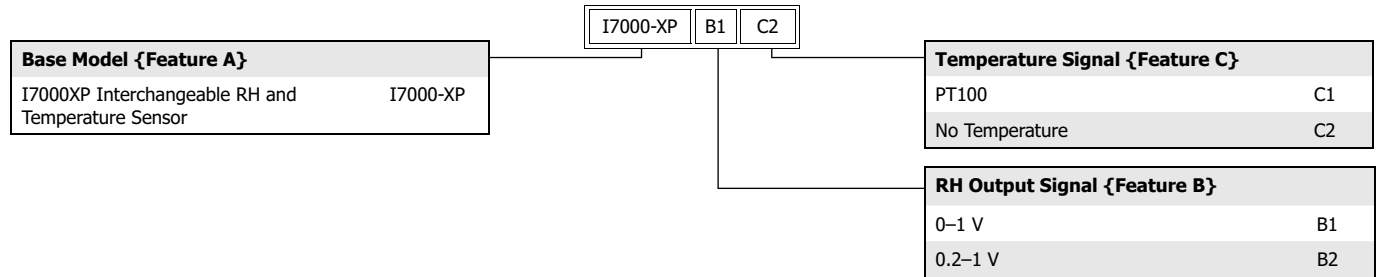 I7000-XP B1 C2
Base Model {Feature A}
I7000XP Interchangeable RH and I7000-XP
Temperature Sensor
Temperature Signal {Feature C}
PT100 C1
No Temperature C2
RH Output Signal {Feature B}
0–1 V B1
0.2–1 V B2